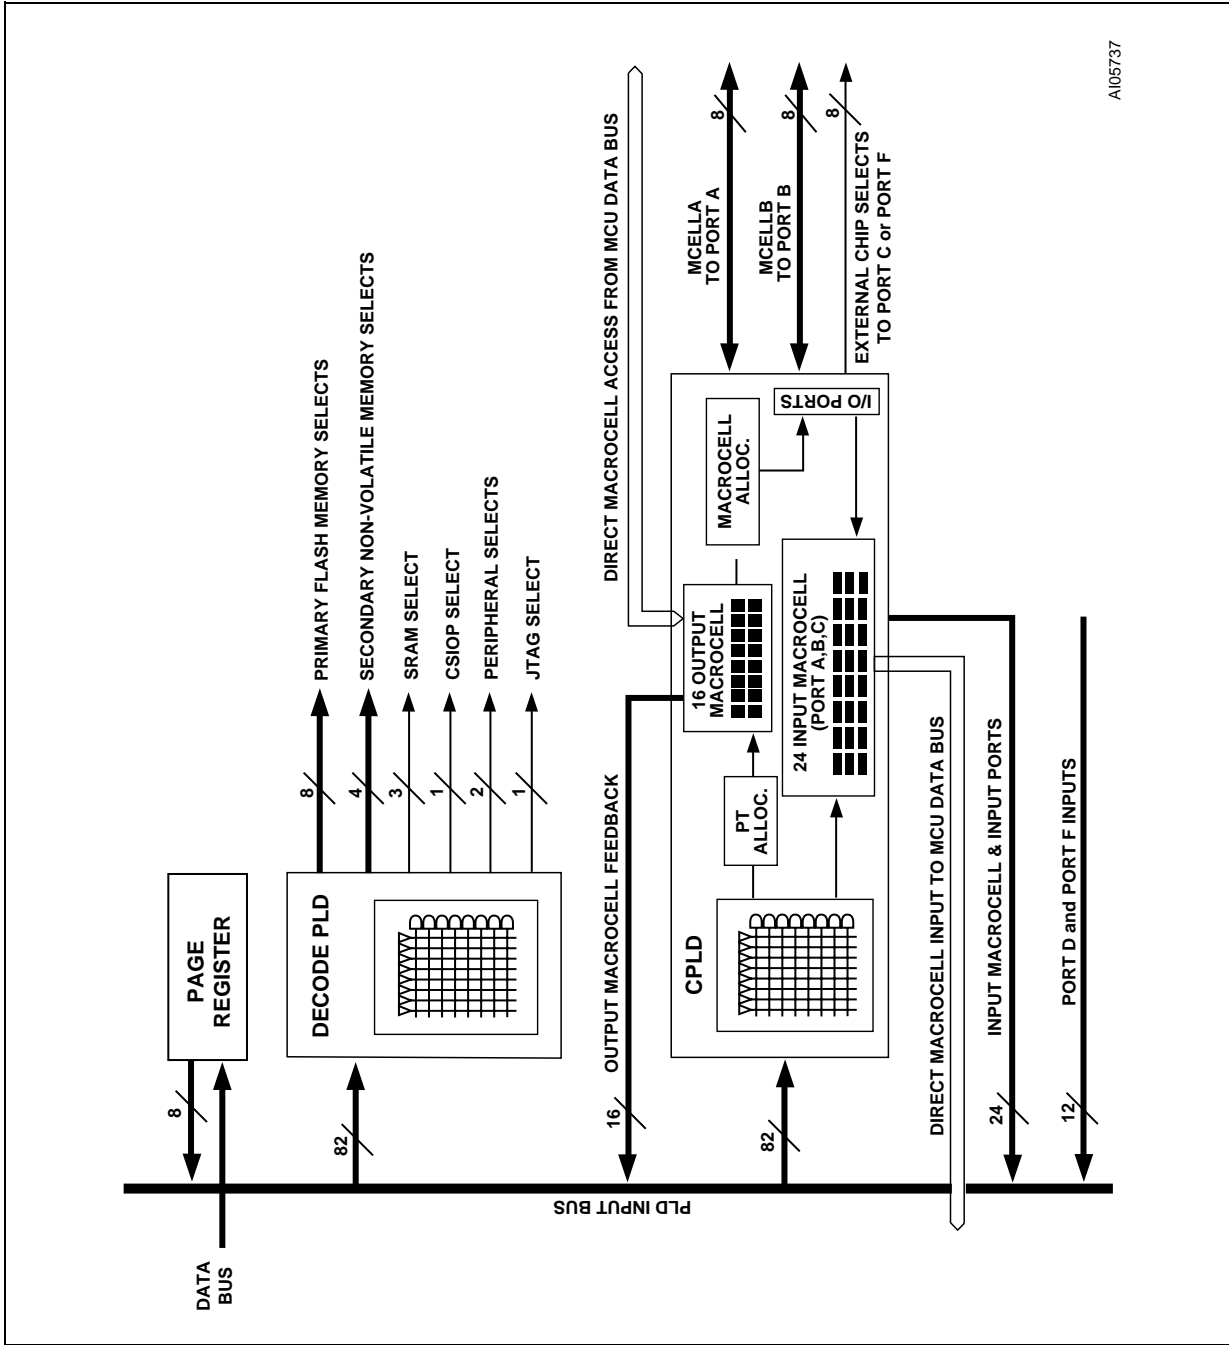 DATA
BUS
8
PAGE
REGISTER
PLD INPUT BUS
82
DECODE PLD
8
PRIMARY FLASH MEMORY SELECTS
4
SECONDARY NON-VOLATILE MEMORY SELECTS
3
SRAM SELECT
1
CSIOP SELECT
2
PERIPHERAL SELECTS
1
JTAG SELECT
16
OUTPUT MACROCELL FEEDBACK
DIRECT MACROCELL ACCESS FROM MCU DATA BUS
82
CPLD
PT
ALLOC.
16 OUTPUT
MACROCELL
MACROCELL
ALLOC.
24 INPUT MACROCELL
(PORT A,B,C)
I/O PORTS
MCELLA
TO PORT A
8
MCELLB
TO PORT B
8
EXTERNAL CHIP SELECTS
TO PORT C or PORT F
8
DIRECT MACROCELL INPUT TO MCU DATA BUS
24
INPUT MACROCELL & INPUT PORTS
12
PORT D and PORT F INPUTS
AI05737